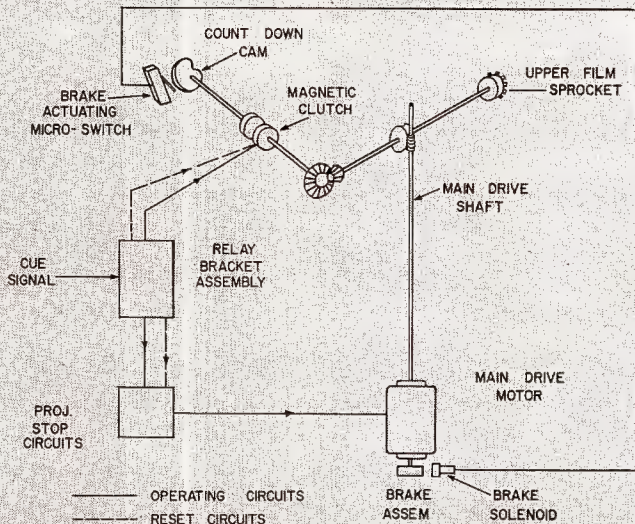 COUNT DOWN
CAM
UPPER FILM
SPROCKET
BRAKE
ACTUATING
MICRO-SWITCH
MAGNETIC
CLUTCH
MAIN DRIVE
SHAFT
CUE
SIGNAL
RELAY
BRACKET
ASSEMBLY
PROJ.
STOP
CIRCUITS
MAIN DRIVE
MOTOR
OPERATING CIRCUITS
RESET CIRCUITS
BRAKE
ASSEM
BRAKE
SOLENOID